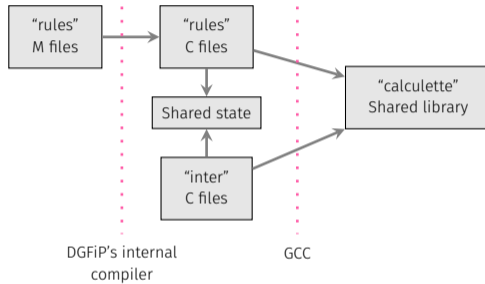 “rules”
M files
“rules”
C files
“calculette”
Shared library
Shared state
“inter”
C files
DGFiP’s internal
compiler
GCC